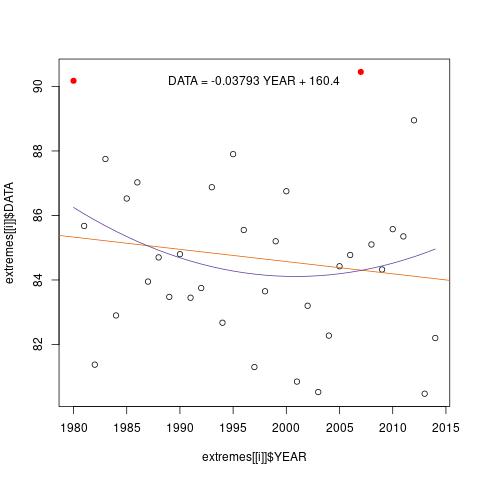 DATA = -0.03793 YEAR + 160.4
extremes[[i]]$DATA
90
88
86
84
82
1980 1985 1990 1995 2000 2005 2010 2015
extremes[[i]]$YEAR